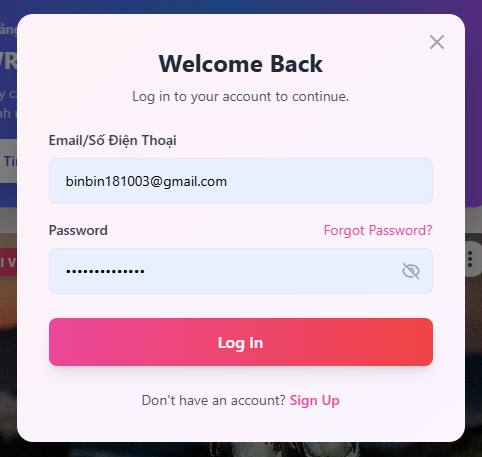 Welcome Back
Log in to your account to continue.
Email/Số Điện Thoại
binbin181003@gmail.com
Password
Forgot Password?
••••••••••••••
Log In
Don't have an account? Sign Up